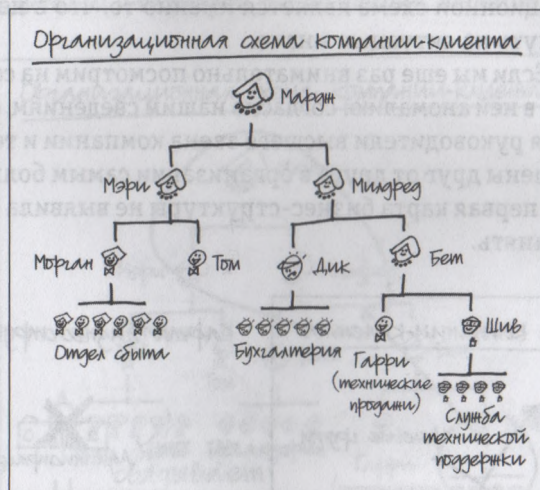 Организационная схема компании-клиента
Мардж
Мэри
Милдред
Морган
Том
Дик
Бет
Отдел сбыта
Бухгалтерия
Гарри
(технические
продажи)
Шив
Служба
технической
поддержки